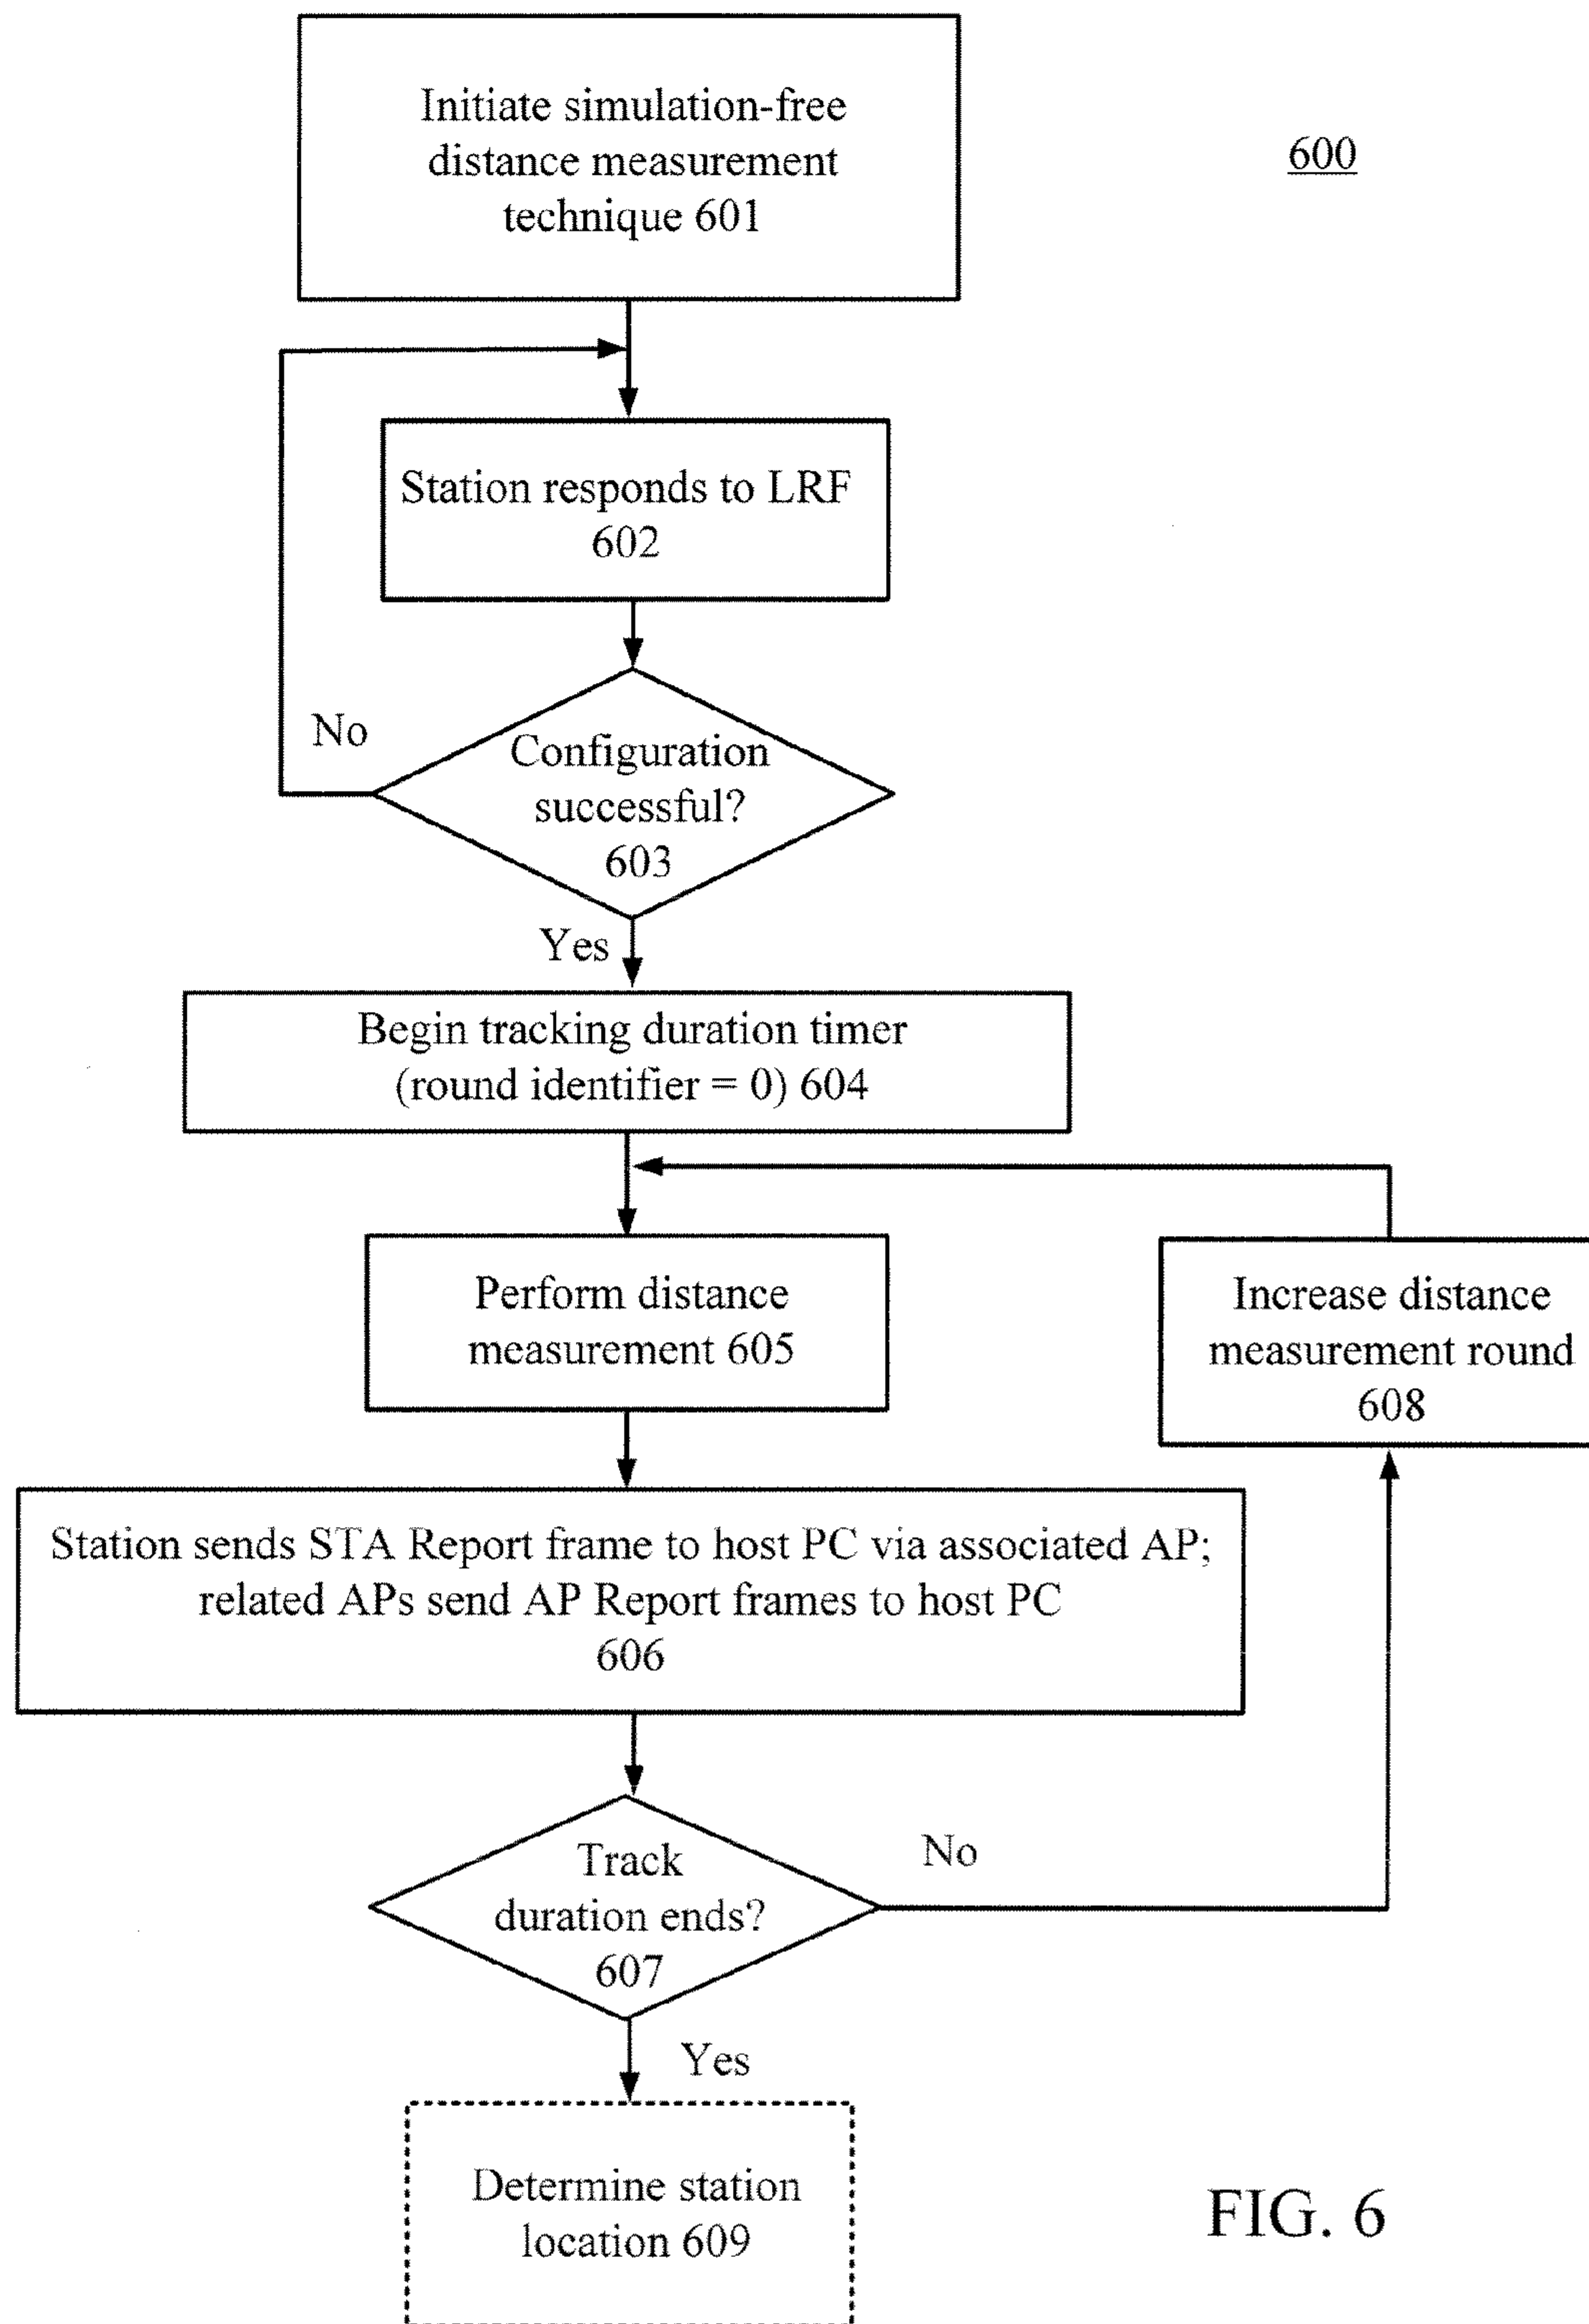 Initiate simulation-free
distance measurement
technique 601
600
Station responds to LRF
602
No
Configuration
successful?
603
Yes
Begin tracking duration timer
(round identifier = 0) 604
Perform distance
measurement 605
Increase distance
measurement round
608
Station sends STA Report frame to host PC via associated AP;
related APs send AP Report frames to host PC
606
Track
duration ends?
607
No
Yes
Determine station
location 609
FIG. 6